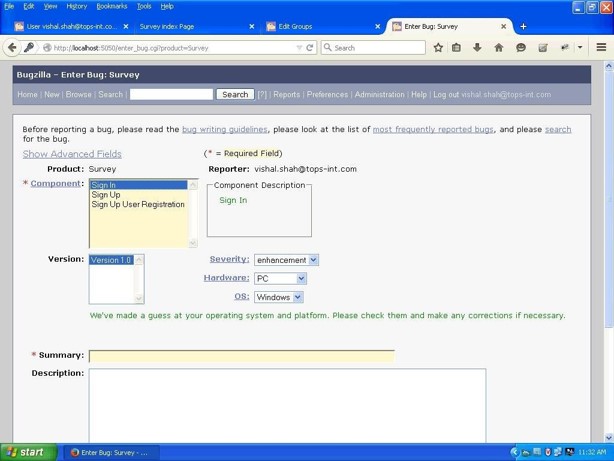 File Edit View History Bookmarks Tools Help
User vishal.shah@tops-int.co... Survey Index Page Edit Groups Enter Bug: Survey
http://localhost:5050/enter_bug.cgi?product=Survey Search
Bugzilla – Enter Bug: Survey
Home | New | Browse | Search | Search [?] | Reports | Preferences | Administration | Help | Log out vishal.shah@tops-int.com
Before reporting a bug, please read the bug writing guidelines, please look at the list of most frequently reported bugs, and please search
for the bug.
Show Advanced Fields (* = Required Field)
Product: Survey Reporter: vishal.shah@tops-int.com
* Component: Sign In Component Description
Sign Up Sign In
Sign Up User Registration
Version: Version 1.0 Severity: enhancement
Hardware: PC
OS: Windows
We've made a guess at your operating system and platform. Please check them and make any corrections if necessary.
* Summary:
Description:
start Enter Bug: Survey - ... 11:32 AM